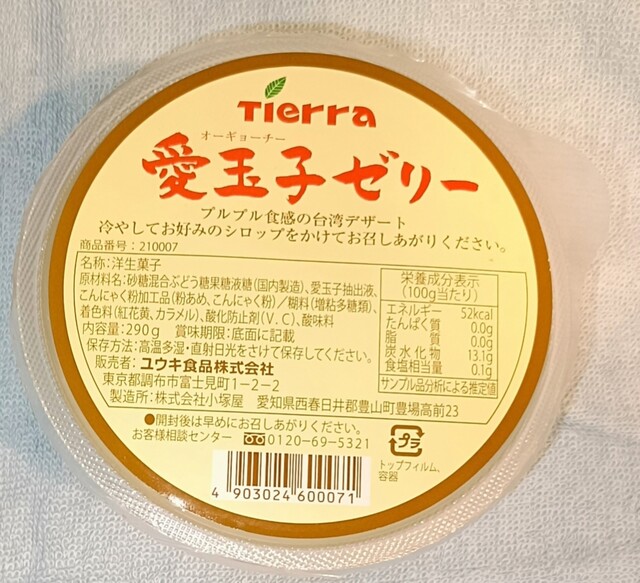 Tierra
オーギョーチー
愛玉子ゼリー
プルプル食感の台湾デザート
冷やしてお好みのシロップをかけてお召しあがりください。
商品番号：210007
名称：洋生菓子
原材料名：砂糖混合ぶどう糖果糖液糖（国内製造）、愛玉子抽出液、
こんにゃく粉加工品（粉あめ、こんにゃく粉）／糊料（増粘多糖類）、
着色料（紅花黄、カラメル）、酸化防止剤（V.C）、酸味料
内容量：290g 賞味期限：底面に記載
保存方法：高温多湿・直射日光をさけて保存してください。
販売者：ユウキ食品株式会社
東京都調布市富士見町1-2-2
製造所：株式会社小塚屋 愛知県西春日井郡豊山町豊場高前23
栄養成分表示
（100g当たり）
エネルギー 52kcal
たんぱく質 0.0g
脂質 0.0g
炭水化物 13.1g
食塩相当量 0.1g
サンプル品分析による推定値
●開封後は早めにお召しあがりください。
お客様相談センター 0120-69-5321
プラ
トップフィルム、
容器
4 903024 600071